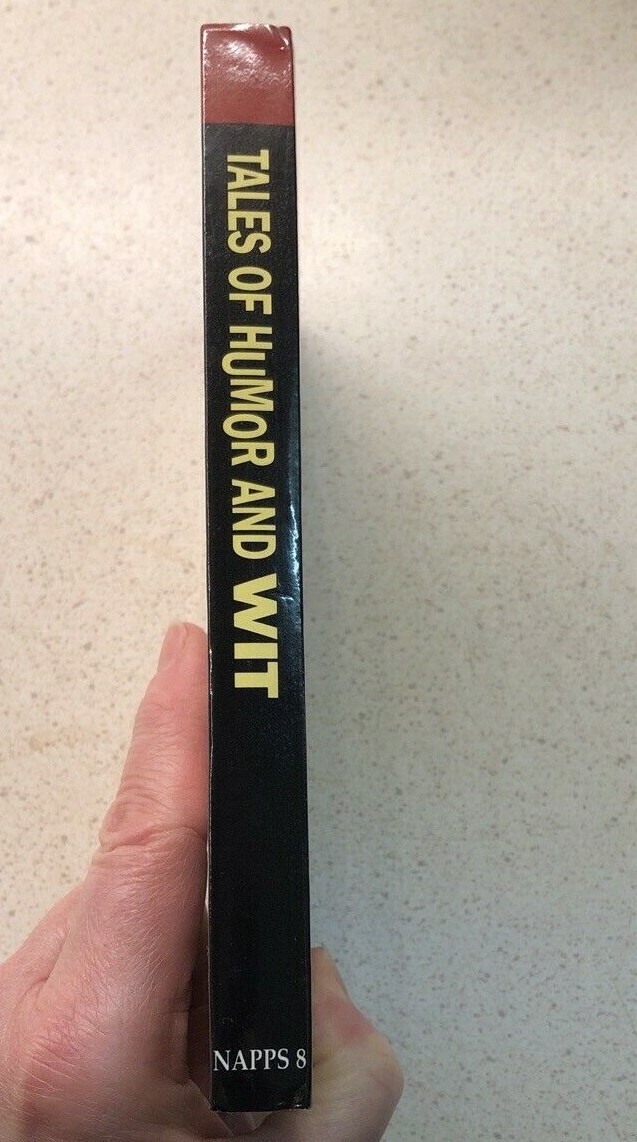 TALES OF HUMOR AND WIT
NAPPS 8